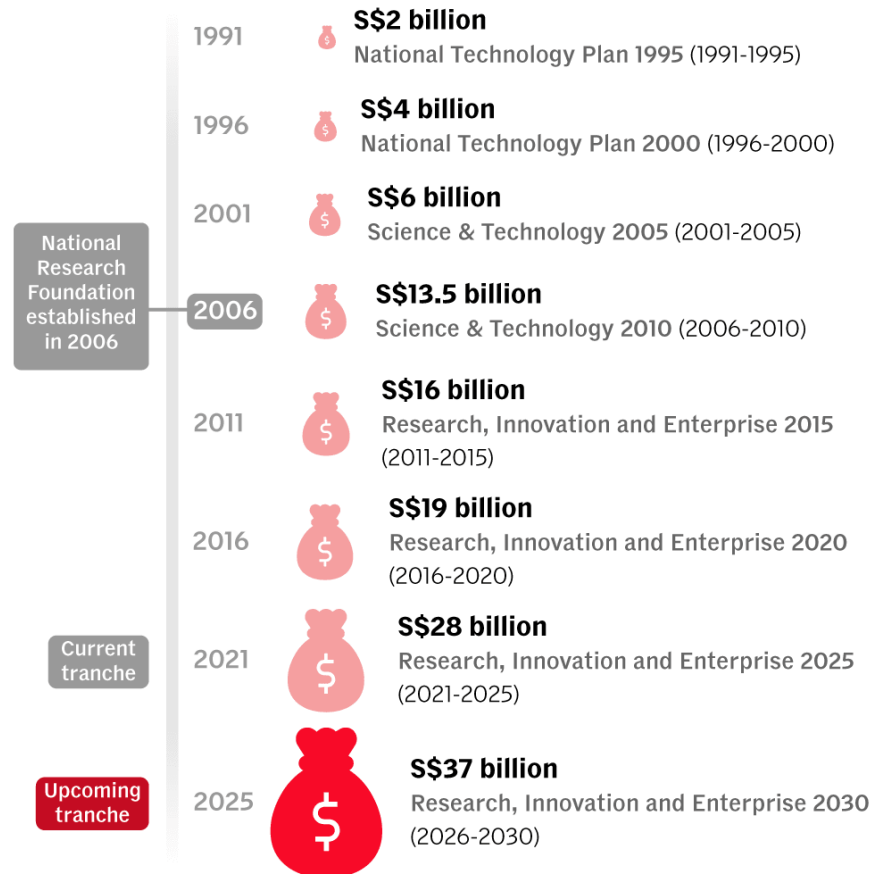 1991
S$2 billion
National Technology Plan 1995 (1991-1995)
1996
S$4 billion
National Technology Plan 2000 (1996-2000)
2001
S$6 billion
Science & Technology 2005 (2001-2005)
National
Research
Foundation
established
in 2006
2006
S$13.5 billion
Science & Technology 2010 (2006-2010)
2011
S$16 billion
Research, Innovation and Enterprise 2015
(2011-2015)
2016
S$19 billion
Research, Innovation and Enterprise 2020
(2016-2020)
Current
tranche
2021
S$28 billion
Research, Innovation and Enterprise 2025
(2021-2025)
Upcoming
tranche
2025
S$37 billion
Research, Innovation and Enterprise 2030
(2026-2030)
$
$
$
$
$
$
$
$